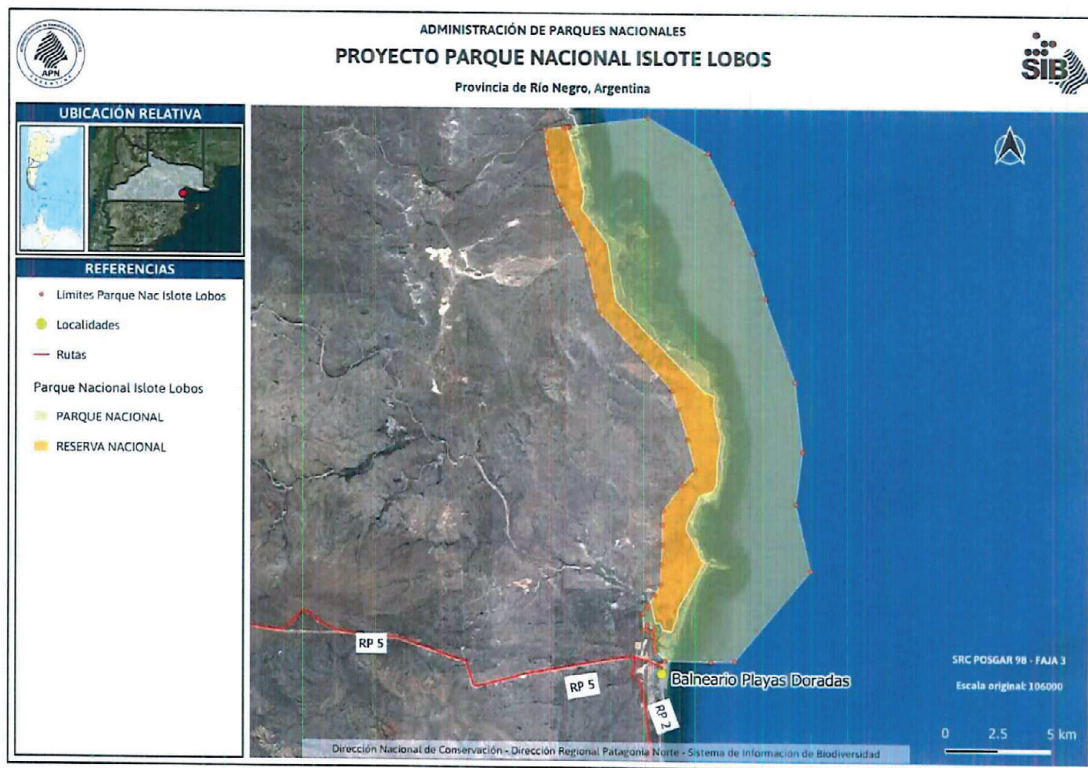 ADMINISTRACIÓN DE PARQUES NACIONALES
PROYECTO PARQUE NACIONAL ISLOTE LOBOS
Provincia de Río Negro, Argentina
APN
ARGENTINA
SIB
UBICACIÓN RELATIVA
REFERENCIAS
Límites Parque Nac Islote Lobos
Localidades
Rutas
Parque Nacional Islote Lobos
PARQUE NACIONAL
RESERVA NACIONAL
RP 5
RP 5
RP 2
Balneario Playas Doradas
SRC POSGAR 98 - FAJA 3
Escala original: 106000
0 2.5 5 km
Dirección Nacional de Conservación - Dirección Regional Patagonia Norte - Sistema de Información de Biodiversidad